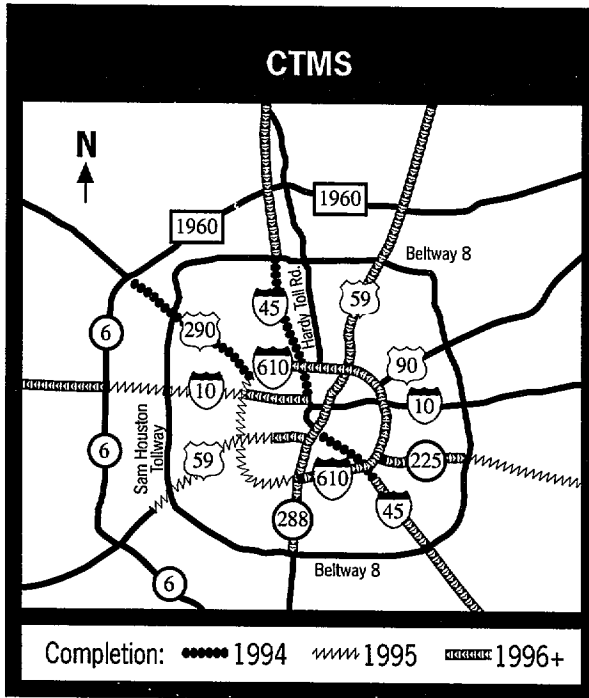 CTMS
N
1960
1960
Beltway 8
45
Hardy Toll Rd.
59
290
6
610
90
10
10
Sam Houston
Tollway
6
59
225
610
288
45
6
Beltway 8
Completion: 1994 1995 1996+